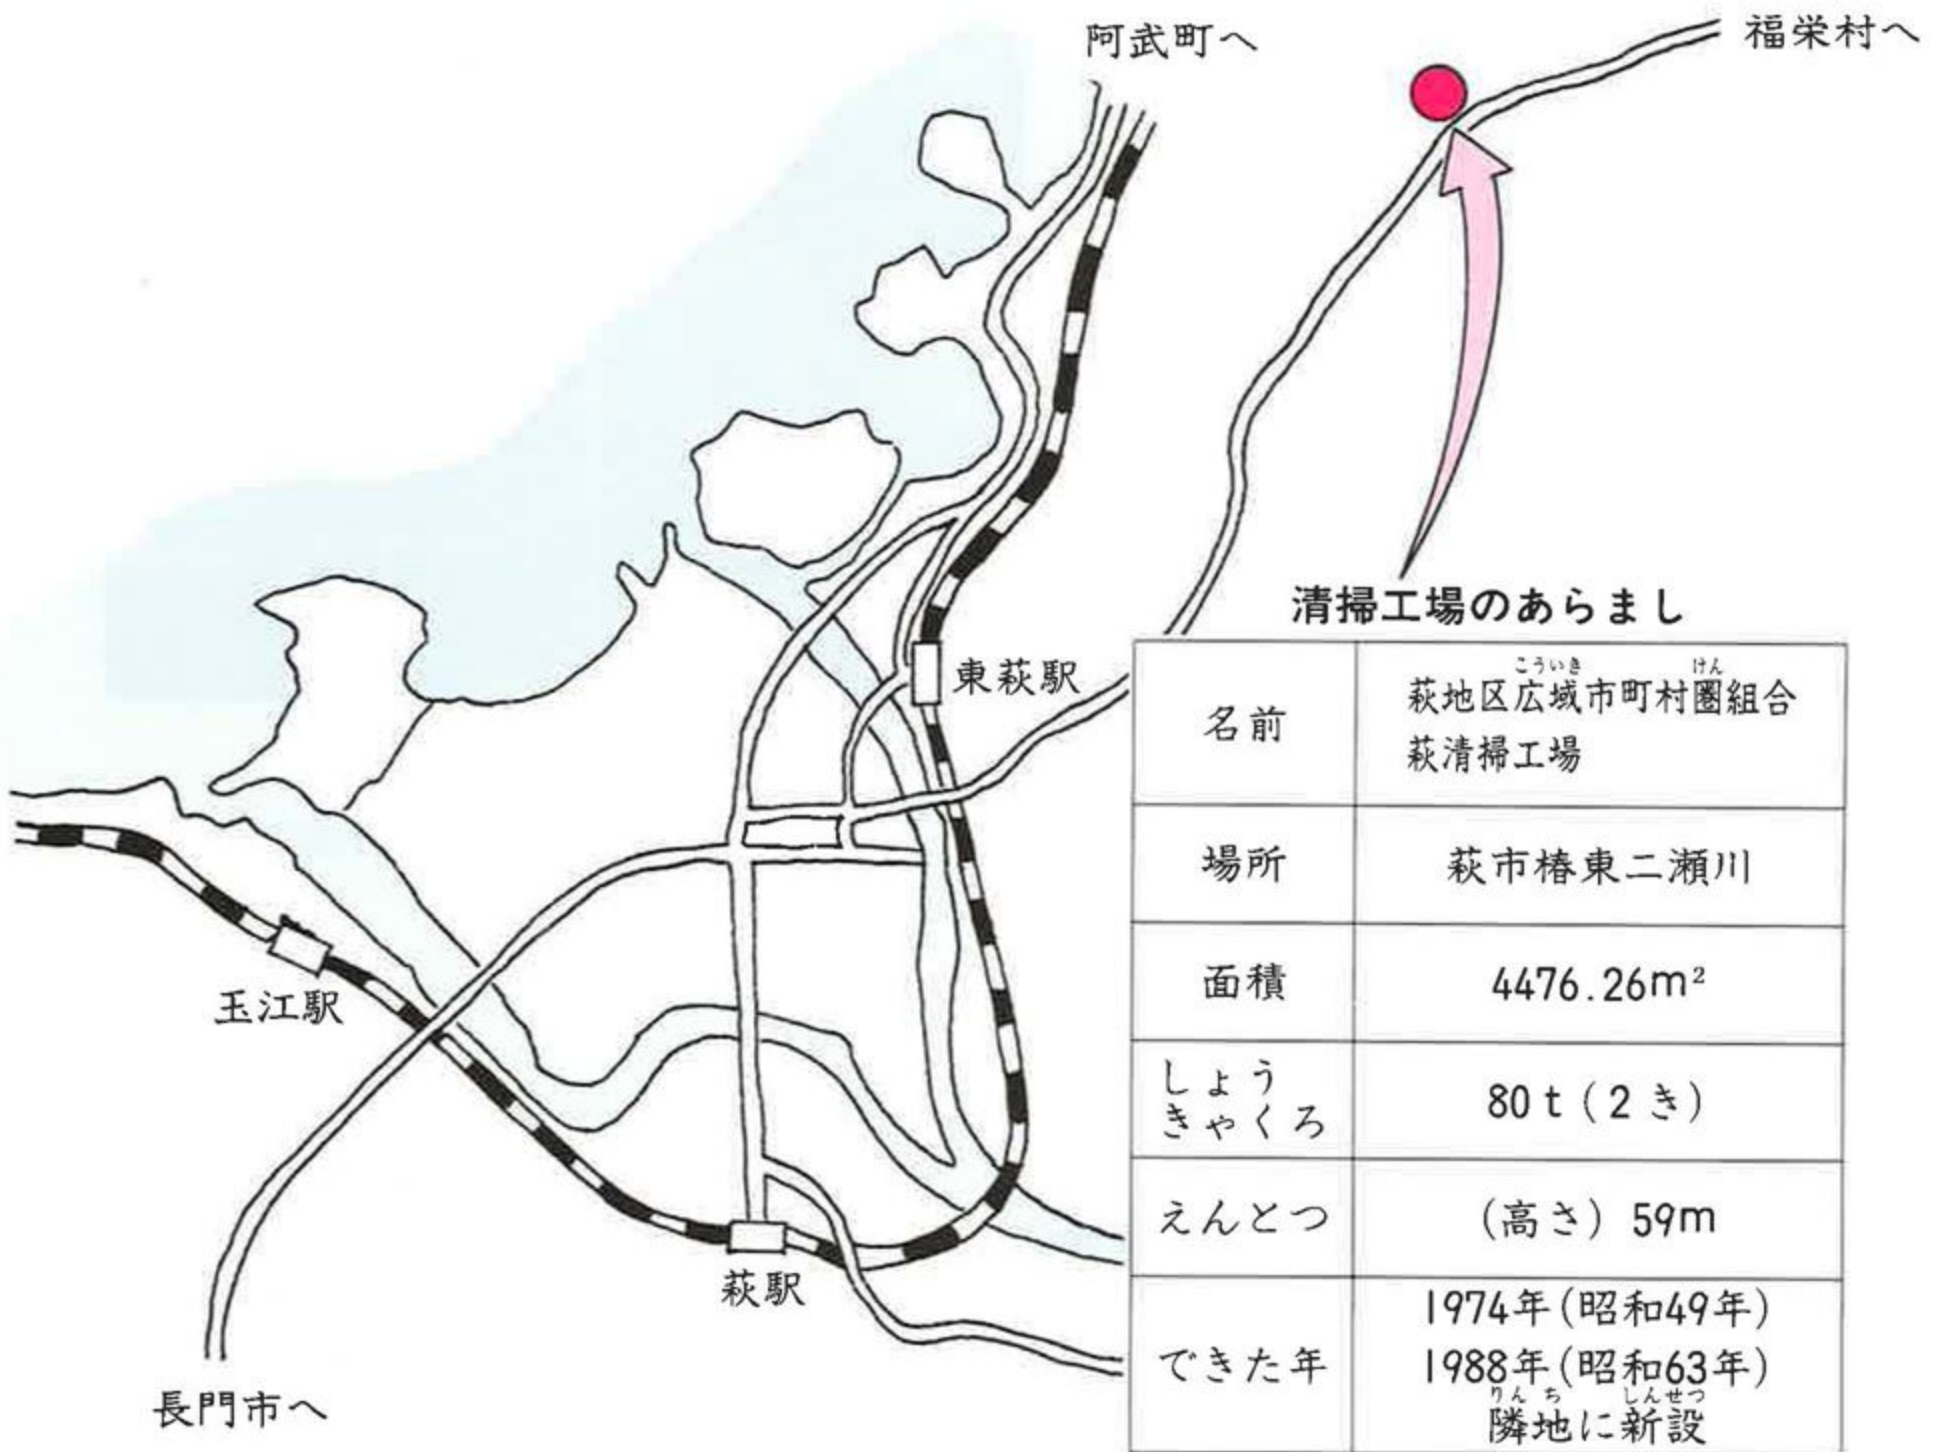 阿武町へ
福栄村へ
東萩駅
玉江駅
萩駅
長門市へ
清掃工場のあらまし
名前
こういき けん
萩地区広域市町村圏組合
萩清掃工場
場所
萩市椿東二瀬川
面積
4476.26m²
しょう
きゃくろ
80t(2き)
えんとつ
(高さ)59m
できた年
1974年(昭和49年)
1988年(昭和63年)
りんち しんせつ
隣地に新設